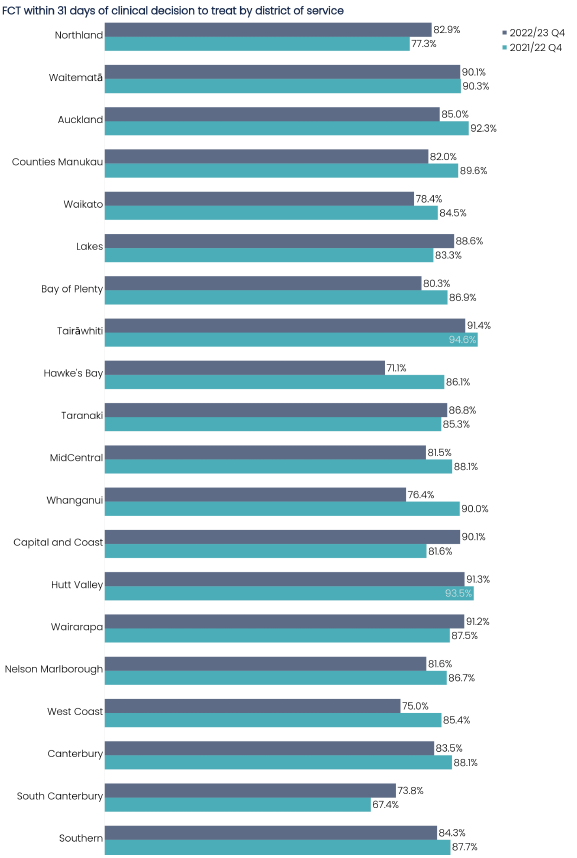 FCT within 31 days of clinical decision to treat by district of service
2022/23 Q4
2021/22 Q4
Northland
82.9%
77.3%
Waitematā
90.1%
90.3%
Auckland
85.0%
92.3%
Counties Manukau
82.0%
89.6%
Waikato
78.4%
84.5%
Lakes
88.6%
83.3%
Bay of Plenty
80.3%
86.9%
Tairāwhiti
91.4%
94.6%
Hawke's Bay
71.1%
86.1%
Taranaki
86.8%
85.3%
MidCentral
81.5%
88.1%
Whanganui
76.4%
90.0%
Capital and Coast
90.1%
81.6%
Hutt Valley
91.3%
93.5%
Wairarapa
91.2%
87.5%
Nelson Marlborough
81.6%
86.7%
West Coast
75.0%
85.4%
Canterbury
83.5%
88.1%
South Canterbury
73.8%
67.4%
Southern
84.3%
87.7%